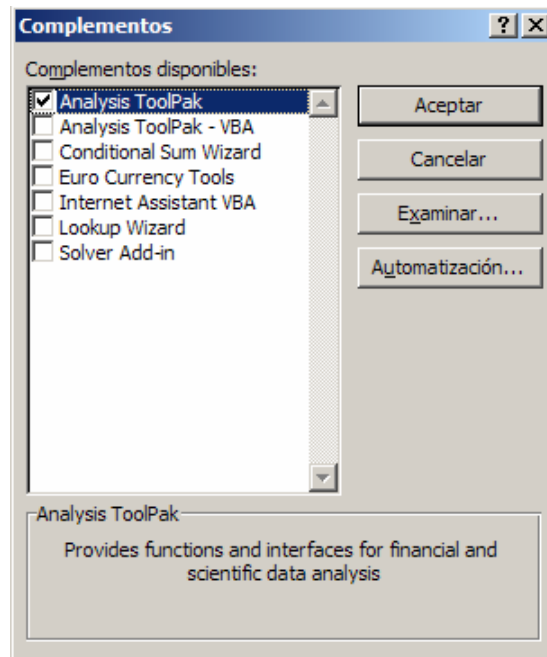 Complementos
Complementos disponibles:
Analysis ToolPak
Analysis ToolPak - VBA
Conditional Sum Wizard
Euro Currency Tools
Internet Assistant VBA
Lookup Wizard
Solver Add-in
Aceptar
Cancelar
Examinar...
Automatización...
Analysis ToolPak
Provides functions and interfaces for financial and
scientific data analysis